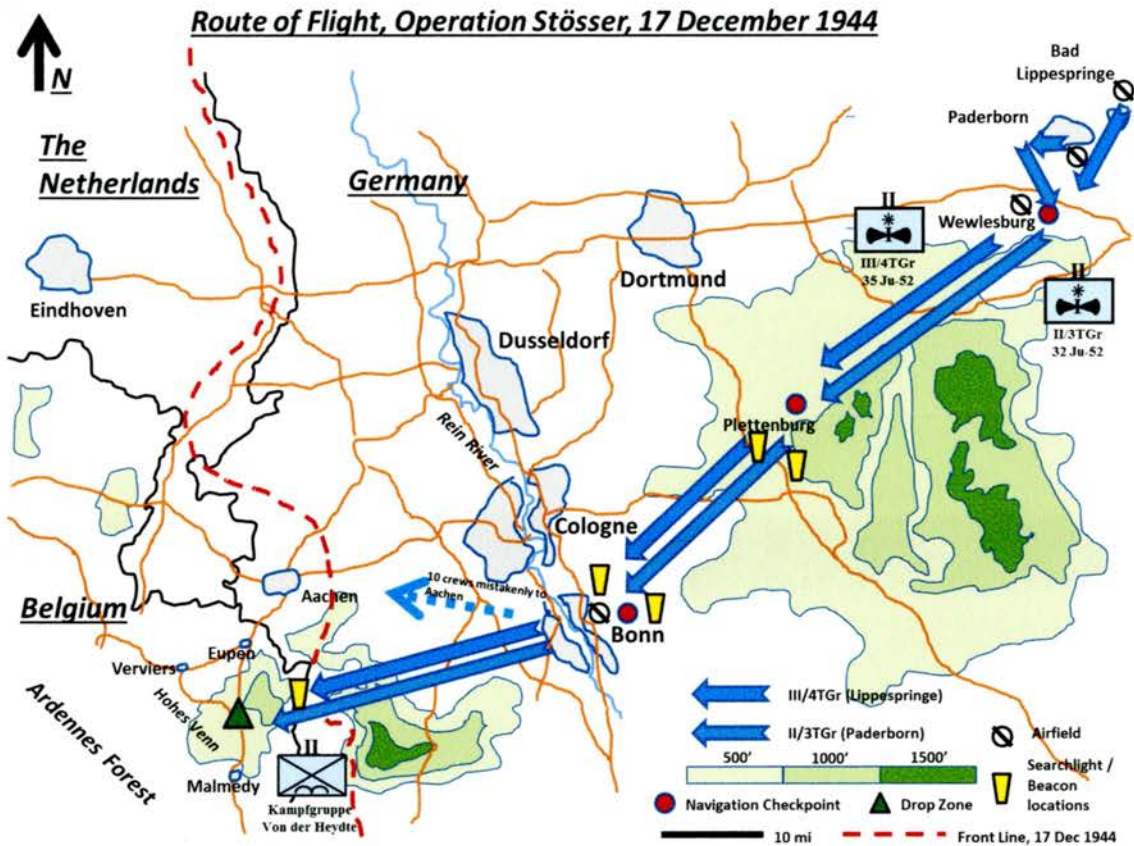 Route of Flight, Operation Stösser, 17 December 1944
N
Bad
Lippespringe
Paderborn
The
Netherlands
Germany
II
Wewlesburg
III/4TGr
35 Ju-52
II
II/3TGr
32 Ju-52
Dortmund
Eindhoven
Dusseldorf
Plettenburg
Rein River
Cologne
10 crews mistakenly to
Aachen
Aachen
Belgium
Bonn
Eupen
Verviers
Hohes Venn
Ardennes Forest
Malmedy
II
Kampfgruppe
Von der Heydte
III/4TGr (Lippespringe)
II/3TGr (Paderborn)
Airfield
500' 1000' 1500'
Searchlight /
Beacon
locations
Navigation Checkpoint
Drop Zone
10 mi
Front Line, 17 Dec 1944